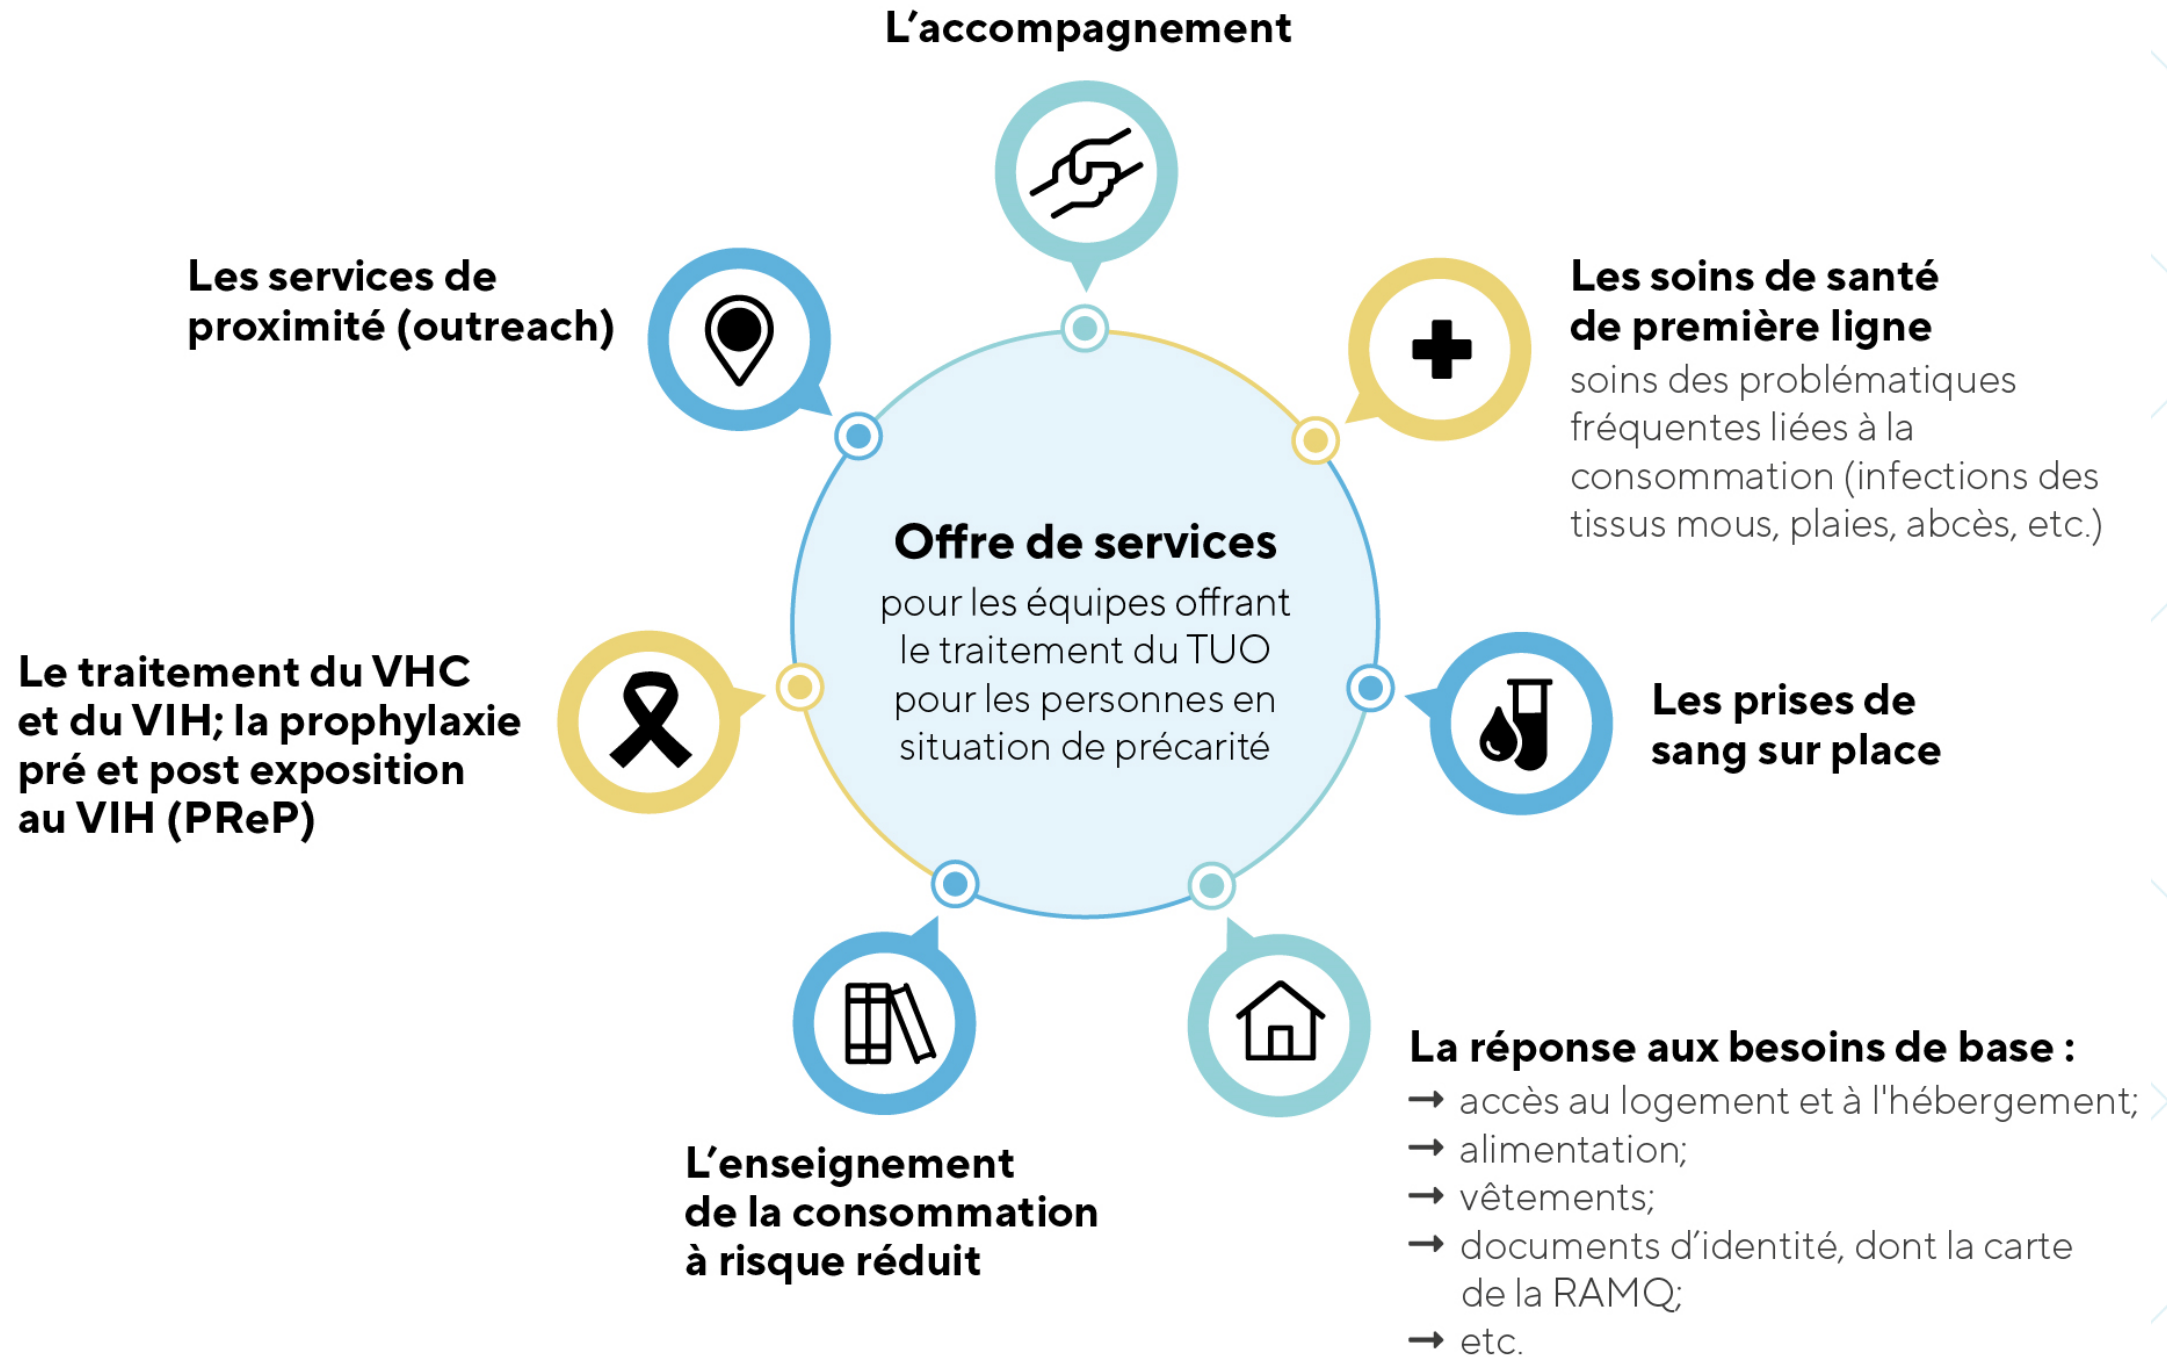 L'accompagnement
Les services de
proximité (outreach)
Les soins de santé
de première ligne
soins des problématiques
fréquentes liées à la
consommation (infections des
tissus mous, plaies, abcès, etc.)
Offre de services
pour les équipes offrant
le traitement du TUO
pour les personnes en
situation de précarité
Le traitement du VHC
et du VIH; la prophylaxie
pré et post exposition
au VIH (PReP)
Les prises de
sang sur place
L'enseignement
de la consommation
à risque réduit
La réponse aux besoins de base :
→ accès au logement et à l'hébergement;
→ alimentation;
→ vêtements;
→ documents d'identité, dont la carte
de la RAMQ;
→ etc.